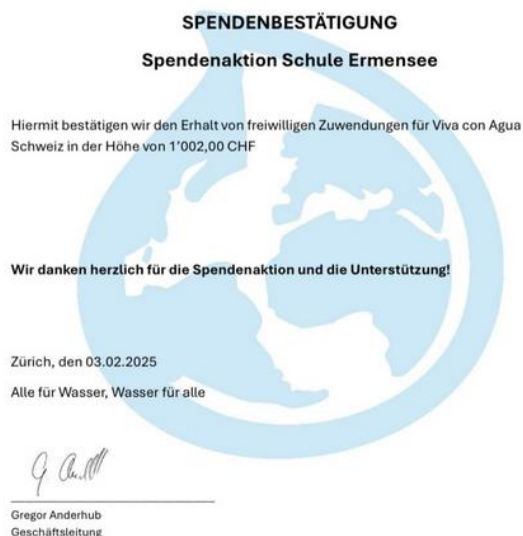 SPENDENBESTÄTIGUNG
Spendenaktion Schule Ermensee
Hiermit bestätigen wir den Erhalt von freiwilligen Zuwendungen für Viva con Agua
Schweiz in der Höhe von 1’002,00 CHF
Wir danken herzlich für die Spendenaktion und die Unterstützung!
Zürich, den 03.02.2025
Alle für Wasser, Wasser für alle
Gregor Anderhub
Geschäftsleitung